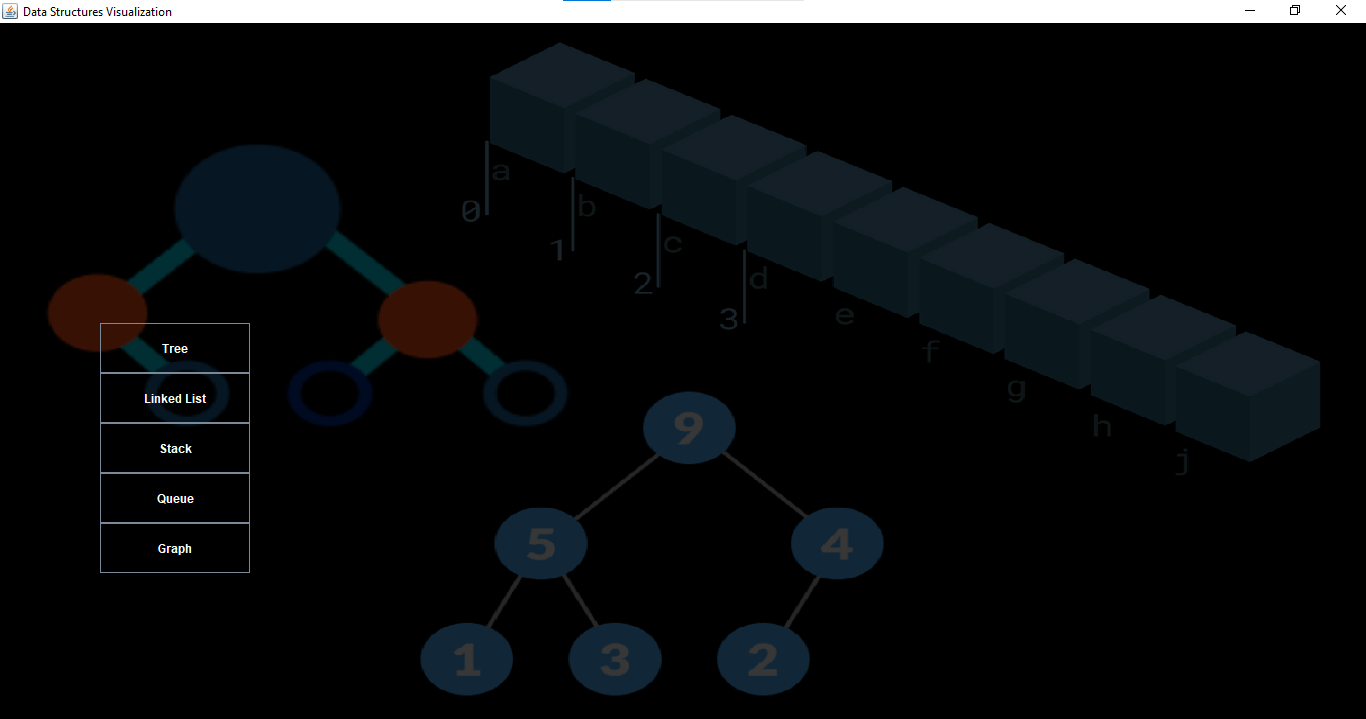 Data Structures Visualization
a
0
b
1
c
2
d
3
e
f
g
h
j
Tree
Linked List
Stack
Queue
Graph
9
5 4
1 3 2